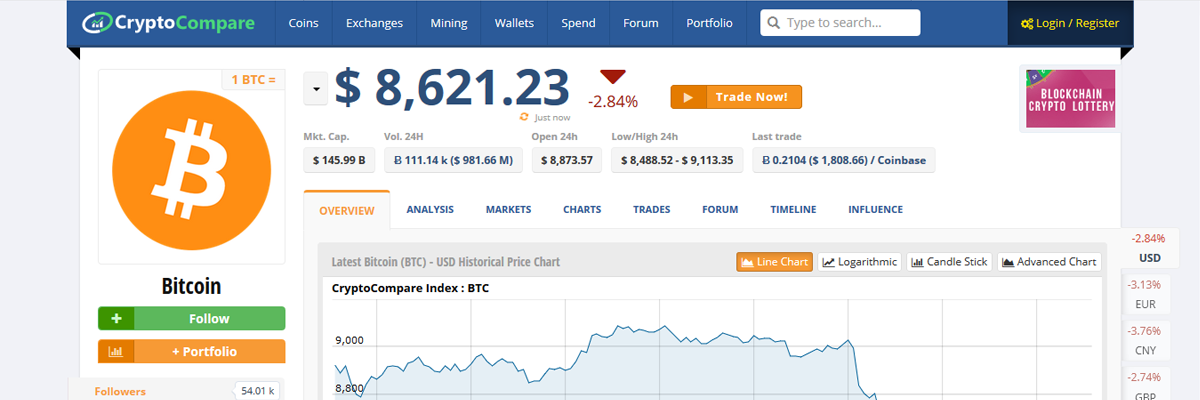 CryptoCompare Coins Exchanges Mining Wallets Spend Forum Portfolio Type to search... Login / Register
1 BTC =
$ 8,621.23 -2.84% Trade Now!
Just now
BLOCKCHAIN
CRYPTO LOTTERY
Mkt. Cap. Vol. 24H Open 24h Low/High 24h Last trade
$ 145.99 B Ƀ 111.14 k ($ 981.66 M) $ 8,873.57 $ 8,488.52 - $ 9,113.35 Ƀ 0.2104 ($ 1,808.66) / Coinbase
OVERVIEW ANALYSIS MARKETS CHARTS TRADES FORUM TIMELINE INFLUENCE
Latest Bitcoin (BTC) - USD Historical Price Chart Line Chart Logarithmic Candle Stick Advanced Chart
CryptoCompare Index : BTC
9,000
8,800
Bitcoin
Follow
+ Portfolio
Followers 54.01 k
-2.84%
USD
-3.13%
EUR
-3.76%
CNY
-2.74%
GBP